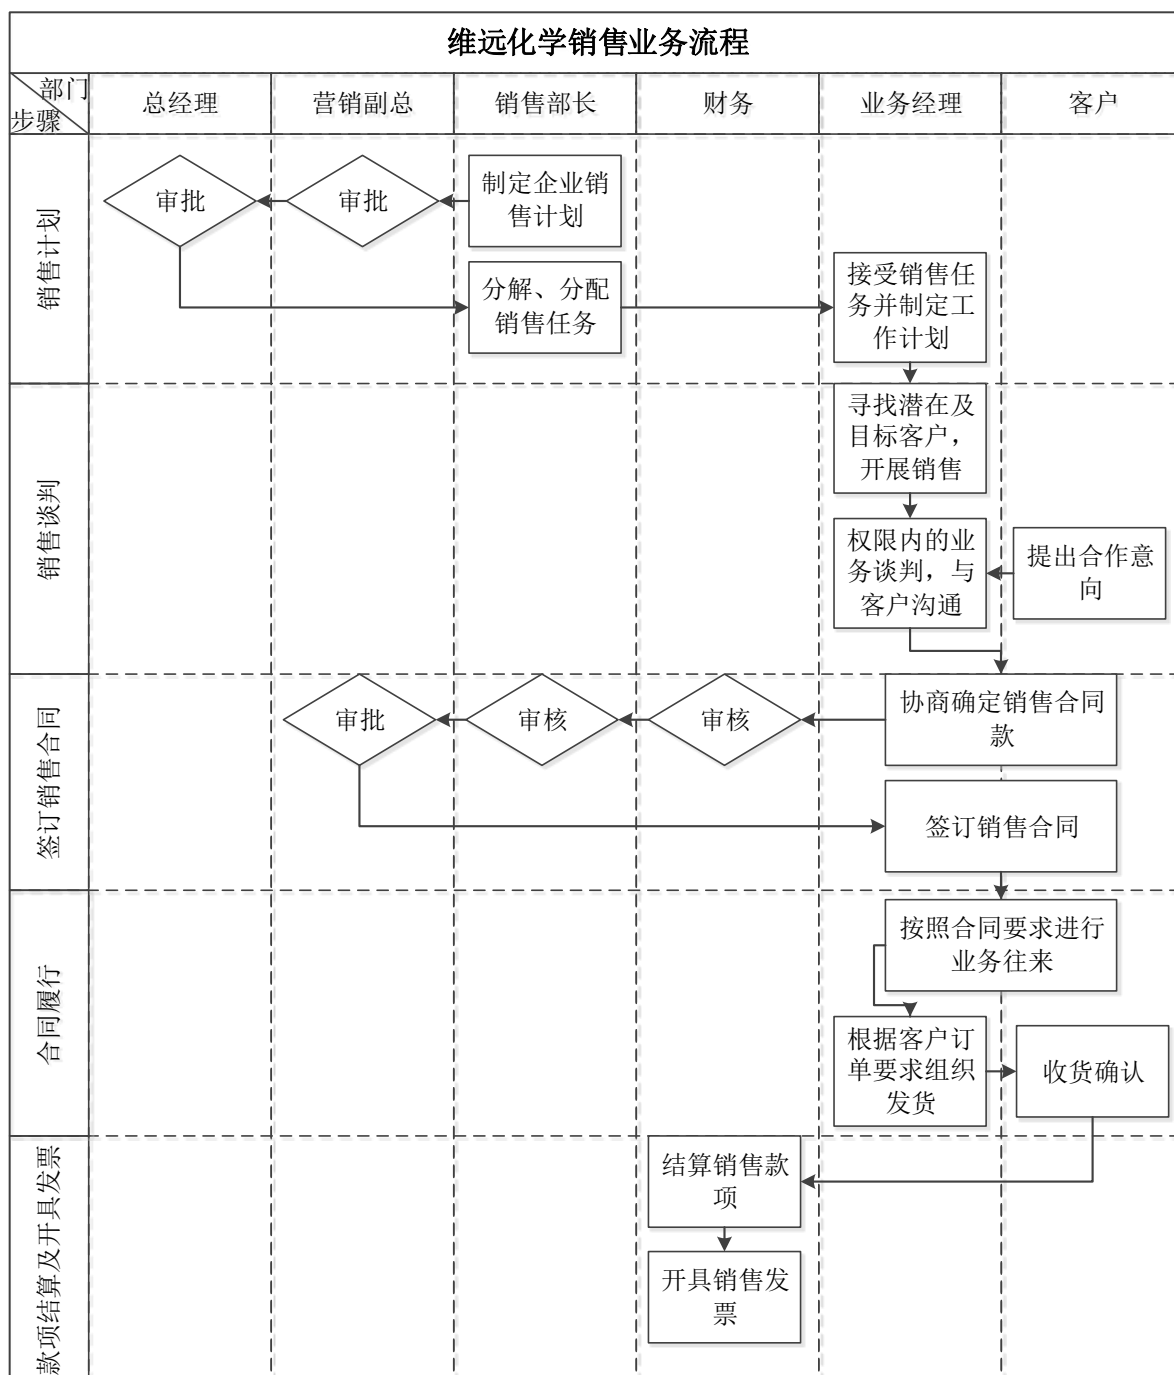 维远化学销售业务流程
部门
步骤
总经理
营销副总
销售部长
财务
业务经理
客户
销售计划
审批
审批
制定企业销
售计划
分解、分配
销售任务
接受销售任
务并制定工
作计划
销售谈判
寻找潜在及
目标客户，
开展销售
权限内的业
务谈判，与
客户沟通
提出合作意
向
签订销售合同
审批
审核
审核
协商确定销售合同
款
签订销售合同
合同履行
按照合同要求进行
业务往来
根据客户订
单要求组织
发货
收货确认
款项结算及开具发票
结算销售款
项
开具销售发
票